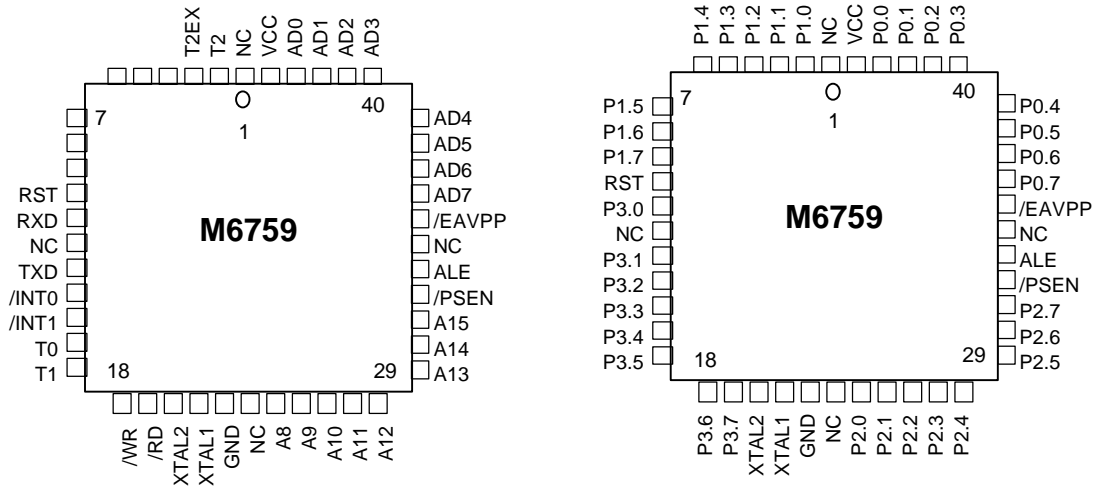 T2EX
T2
NC
VCC
AD0
AD1
AD2
AD3
7
40
1
RST
RXD
NC
TXD
/INT0
/INT1
T0
T1
M6759
AD4
AD5
AD6
AD7
/EAVPP
NC
ALE
/PSEN
A15
A14
A13
18
29
/WR
/RD
XTAL2
XTAL1
GND
NC
A8
A9
A10
A11
A12
P1.4
P1.3
P1.2
P1.1
P1.0
NC
VCC
P0.0
P0.1
P0.2
P0.3
7
40
1
P1.5
P1.6
P1.7
RST
P3.0
NC
P3.1
P3.2
P3.3
P3.4
P3.5
M6759
P0.4
P0.5
P0.6
P0.7
/EAVPP
NC
ALE
/PSEN
P2.7
P2.6
P2.5
18
29
P3.6
P3.7
XTAL2
XTAL1
GND
NC
P2.0
P2.1
P2.2
P2.3
P2.4